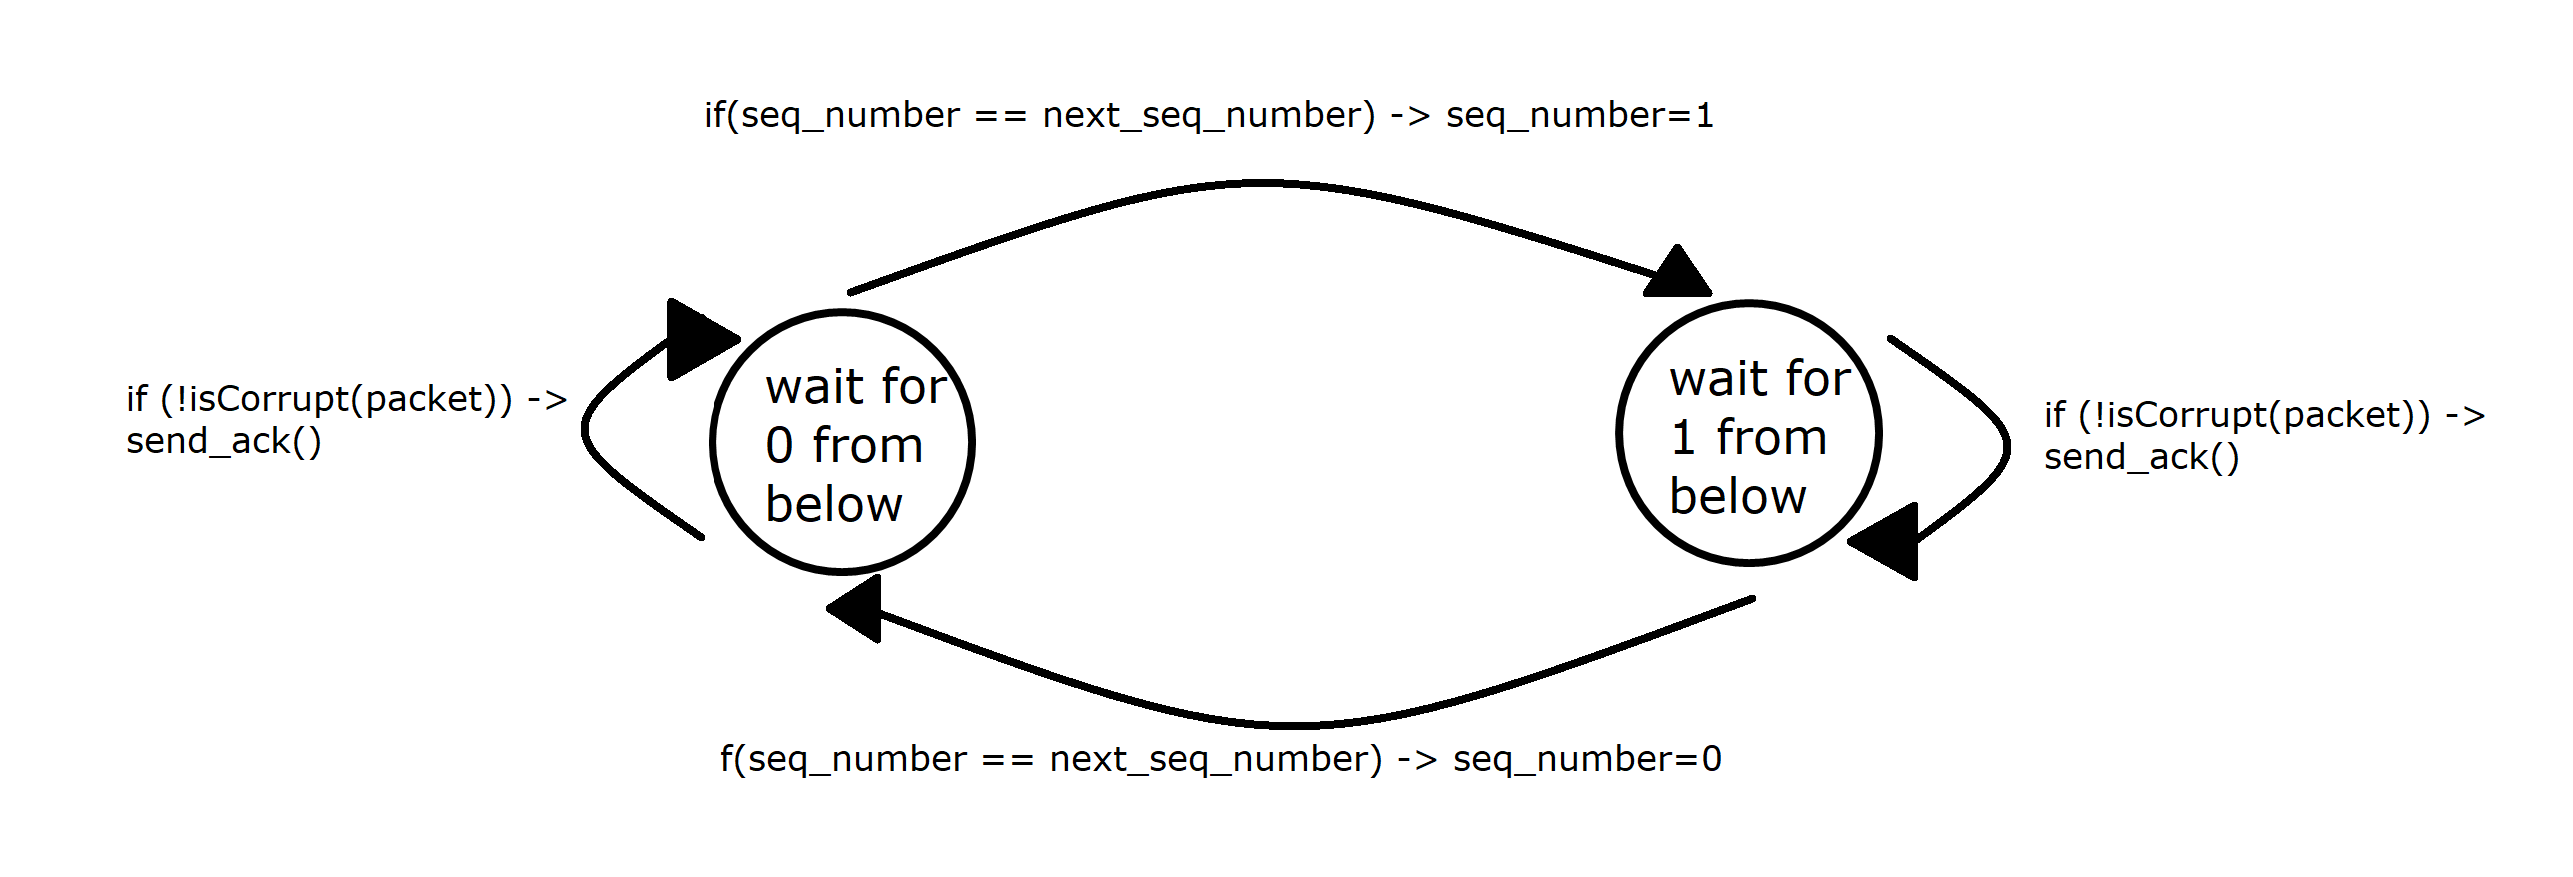 if(seq_number == next_seq_number) -> seq_number=1
if (!isCorrupt(packet)) ->
send_ack()
wait for
0 from
below
wait for
1 from
below
if (!isCorrupt(packet)) ->
send_ack()
f(seq_number == next_seq_number) -> seq_number=0